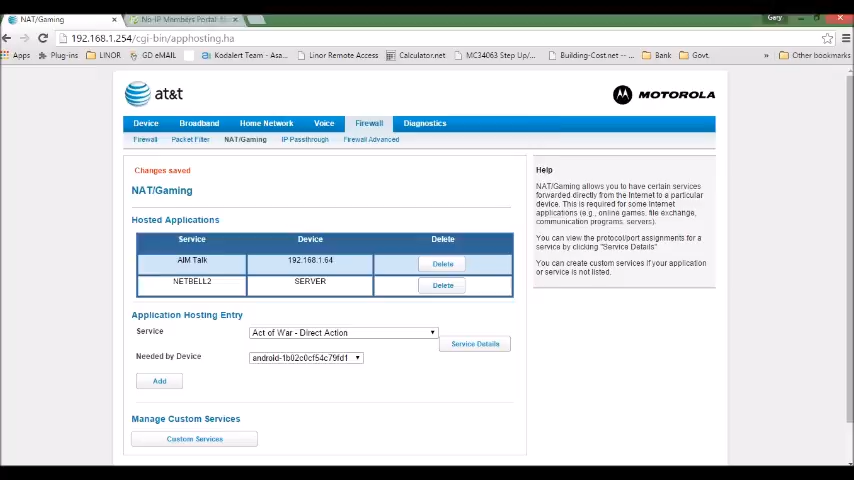 NAT/Gaming
No-IP Members Portal
Gary
192.168.1.254/cgi-bin/apphosting.ha
Apps Plug-ins LINOR GD eMAIL Kodalert Team - Asa... Linor Remote Access Calculator.net MC34063 Step Up/... Building-Cost.net --... Bank Govt. » Other bookmarks
at&t
MOTOROLA
Device Broadband Home Network Voice Firewall Diagnostics
Firewall Packet Filter NAT/Gaming IP Passthrough Firewall Advanced
Changes saved
NAT/Gaming
Hosted Applications
Service Device Delete
AIM Talk 192.168.1.64 Delete
NETBELL2 SERVER Delete
Application Hosting Entry
Service Act of War - Direct Action
Service Details
Needed by Device android-1b02c0cf54c79fd1
Add
Manage Custom Services
Custom Services
Help
NAT/Gaming allows you to have certain services
forwarded directly from the Internet to a particular
device. This is required for some Internet
applications (e.g., online games, file exchange,
communication programs, servers).
You can view the protocol/port assignments for a
service by clicking "Service Details"
You can create custom services if your application
or service is not listed.